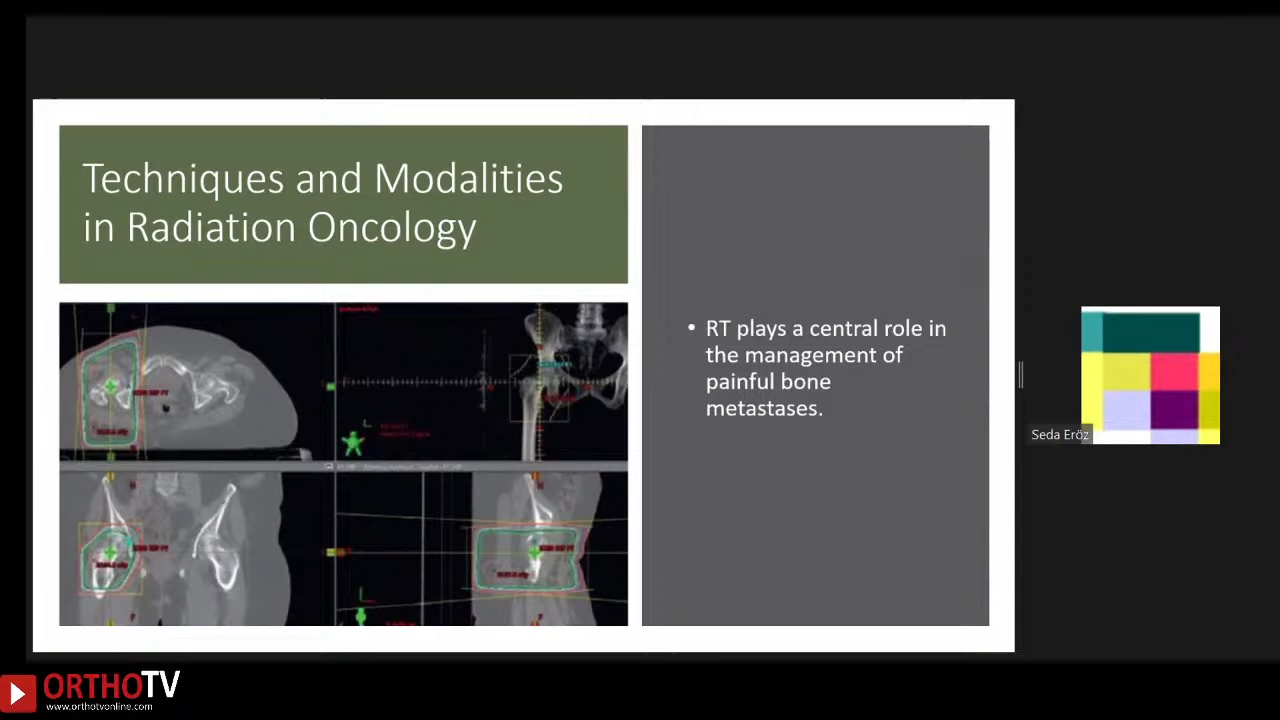 Techniques and Modalities
in Radiation Oncology
• RT plays a central role in
the management of
painful bone
metastases.
Seda Eröz
ORTHOTV
www.orthotvonline.com